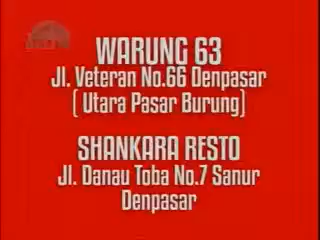 WARUNG 63
Jl. Veteran No.66 Denpasar
( Utara Pasar Burung)
SHANKARA RESTO
Jl. Danau Toba No.7 Sanur
Denpasar